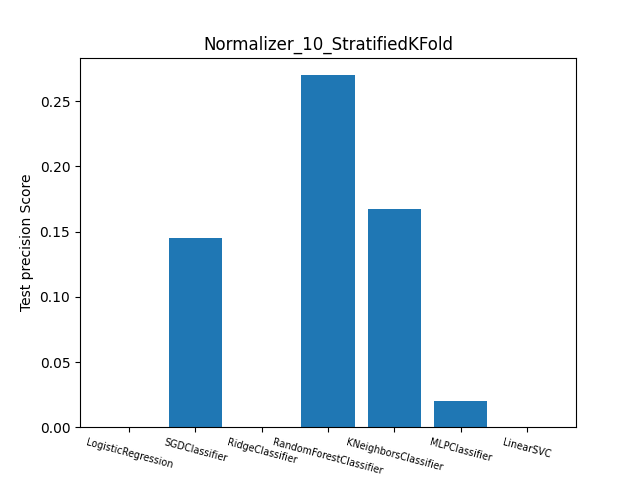 Normalizer_10_StratifiedKFold
Test precision Score
0.25
0.20
0.15
0.10
0.05
0.00
LogisticRegression
SGDClassifier
RidgeClassifier
RandomForestClassifier
KNeighborsClassifier
MLPClassifier
LinearSVC